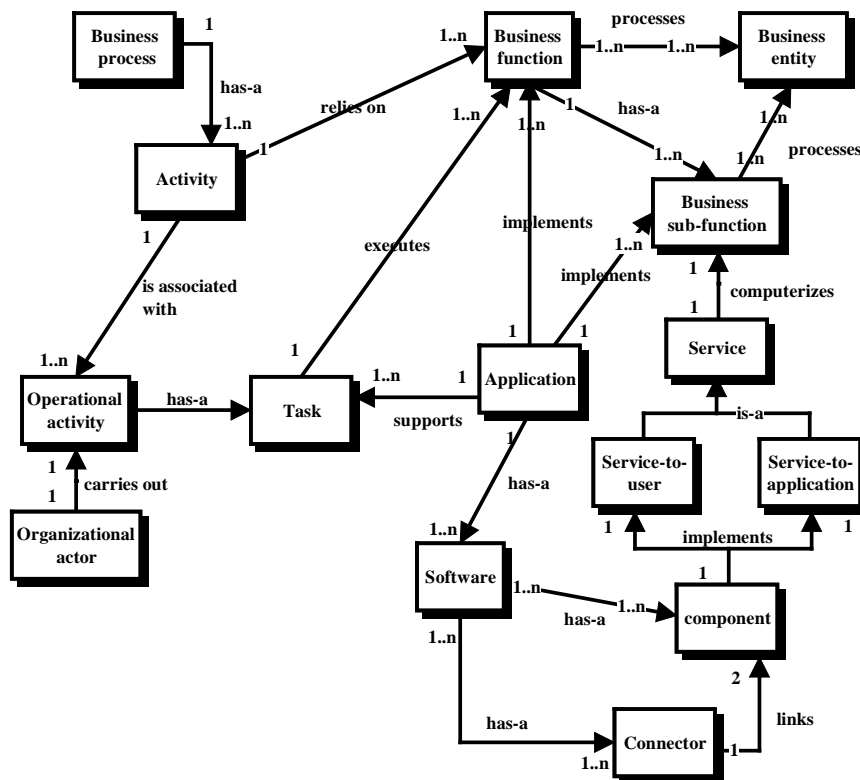 1
processes
Business
process
1..n
Business
function
1..n
1..n
Business
entity
has-a
relies on
1..n
1..n
1
has-a
1..n
1..n
1
1..n
1..n
processes
Activity
Business
sub-function
1
executes
implements
1..n
is associated
with
implements
1
computerizes
1
1..n
1
1
1
Service
1..n
1
Application
Operational
activity
has-a
Task
supports
is-a
1
1
Service-to-
user
Service-to-
application
carries out
has-a
1
Organizational
actor
1..n
1
implements
1
Software
1..n
1
has-a
1..n
component
1..n
2
has-a
links
Connector
1
1..n